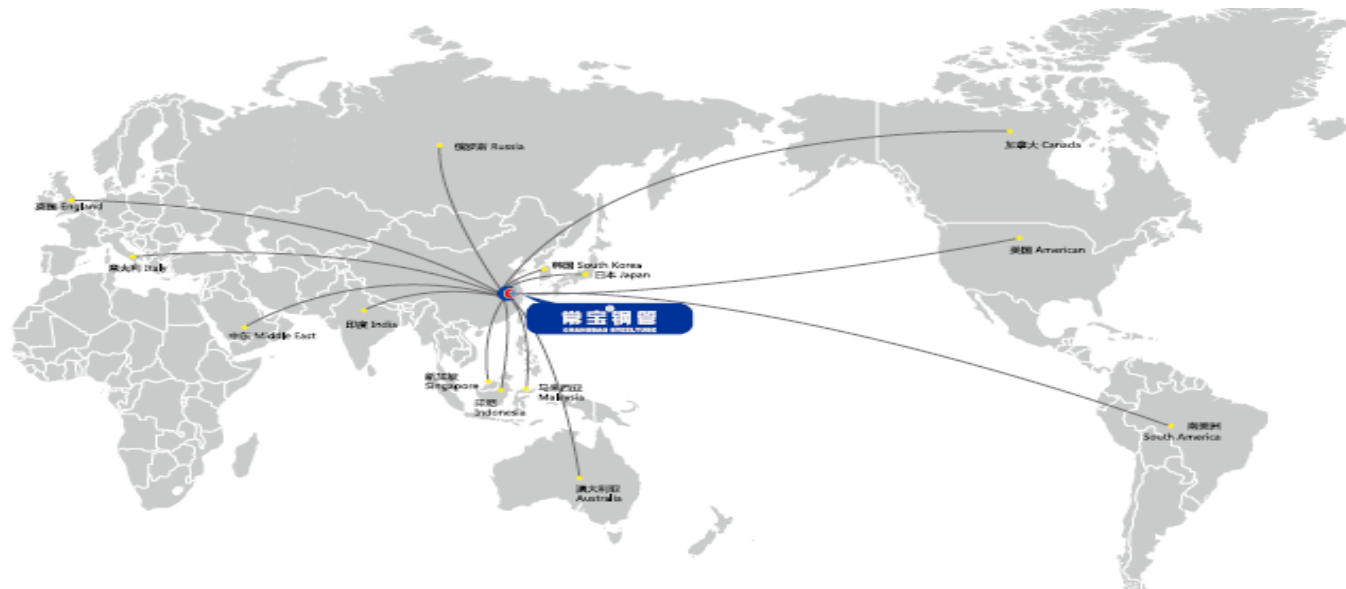 俄罗斯 Russia
加拿大 Canada
英国 England
美国 American
意大利 Italy
韩国 South Korea
日本 Japan
常宝钢管
CHANGBAO STEELTUBE
印度 India
中东 Middle East
新加坡
Singapore
马来西亚
Malaysia
印尼
Indonesia
南美洲
South America
澳大利亚
Australia